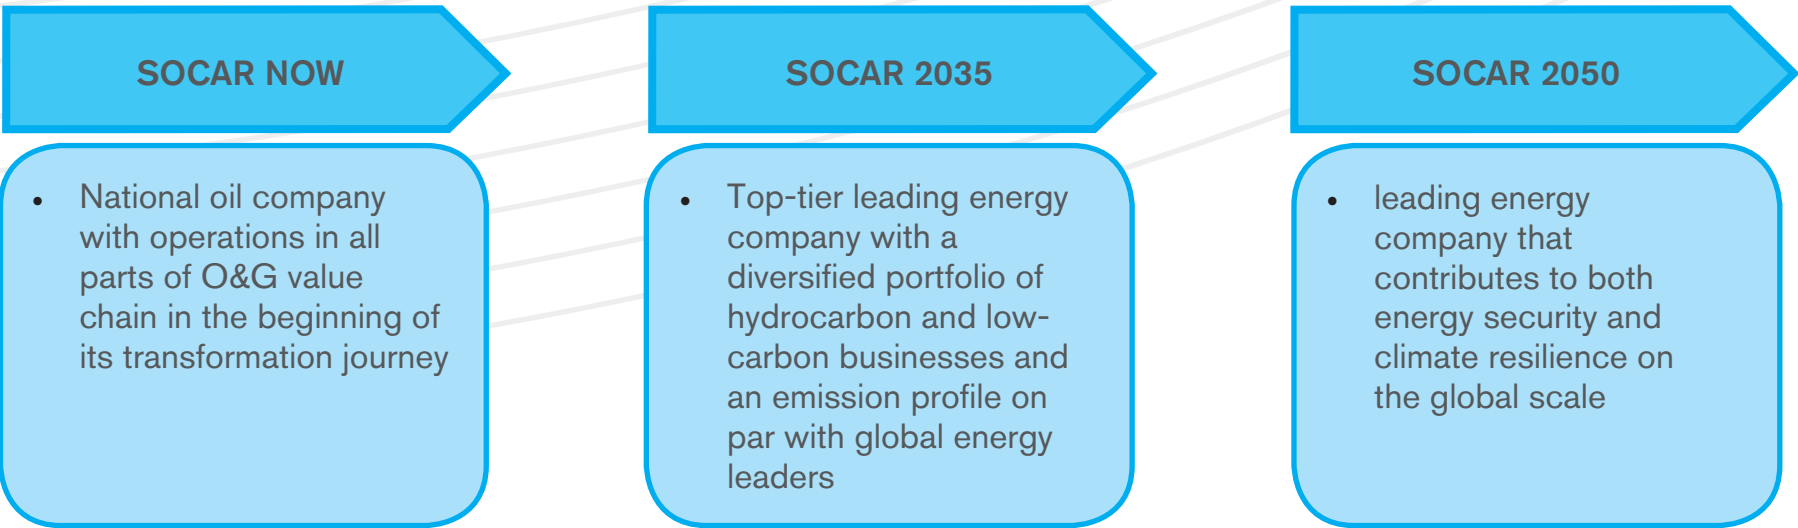 SOCAR NOW
• National oil company
with operations in all
parts of O&G value
chain in the beginning of
its transformation journey
SOCAR 2035
• Top-tier leading energy
company with a
diversified portfolio of
hydrocarbon and low-
carbon businesses and
an emission profile on
par with global energy
leaders
SOCAR 2050
• leading energy
company that
contributes to both
energy security and
climate resilience on
the global scale